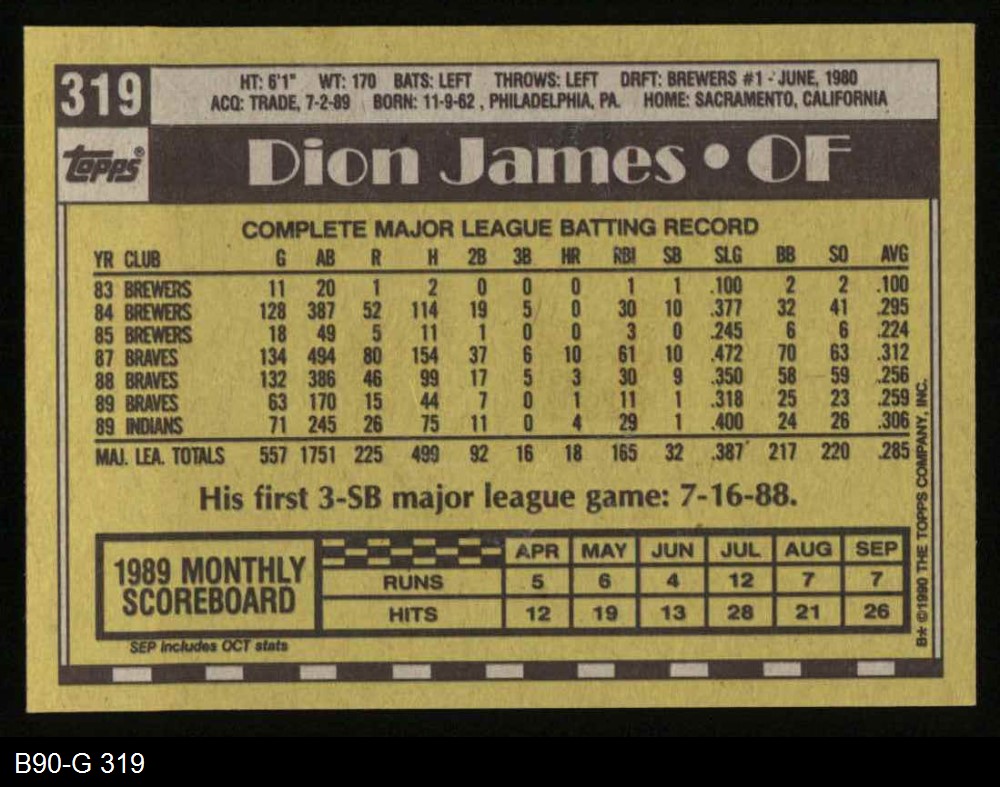 319
HT: 6'1" WT: 170 BATS: LEFT THROWS: LEFT DRFT: BREWERS #1 - JUNE, 1980
ACQ: TRADE, 7-2-89 BORN: 11-9-62, PHILADELPHIA, PA. HOME: SACRAMENTO, CALIFORNIA
Topps®
Dion James • OF
COMPLETE MAJOR LEAGUE BATTING RECORD
YR CLUB G AB R H 2B 3B HR RBI SB SLG BB SO AVG
83 BREWERS 11 20 1 2 0 0 0 1 1 .100 2 2 .100
84 BREWERS 128 387 52 114 19 5 0 30 10 .377 32 41 .295
85 BREWERS 18 49 5 11 1 0 0 3 0 .245 6 6 .224
87 BRAVES 134 494 80 154 37 6 10 61 10 .472 70 63 .312
88 BRAVES 132 386 46 99 17 5 3 30 9 .350 58 59 .256
89 BRAVES 63 170 15 44 7 0 1 11 1 .318 25 23 .259
89 INDIANS 71 245 26 75 11 0 4 29 1 .400 24 26 .306
MAJ. LEA. TOTALS 557 1751 225 499 92 16 18 165 32 .387 217 220 .285
His first 3-SB major league game: 7-16-88.
1989 MONTHLY
SCOREBOARD
APR MAY JUN JUL AUG SEP
RUNS 5 6 4 12 7 7
HITS 12 19 13 28 21 26
SEP includes OCT stats
B* ©1990 THE TOPPS COMPANY, INC.
B90-G 319